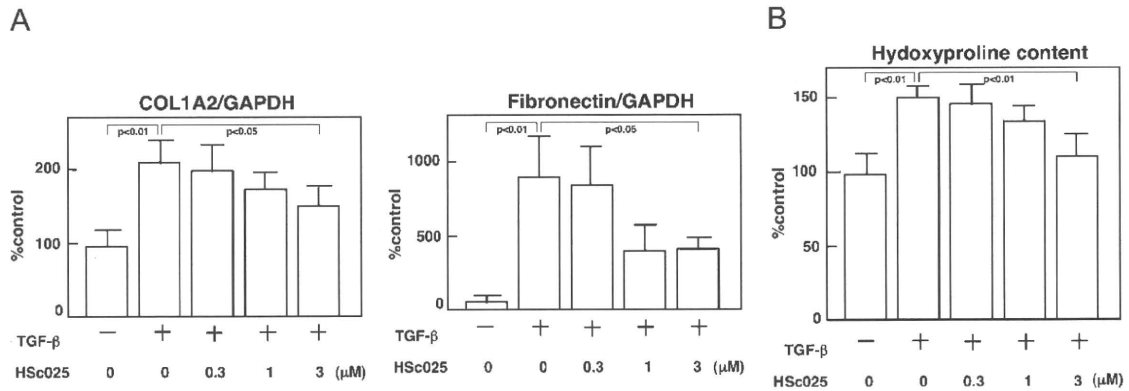 A
B
COL1A2/GAPDH
p<0.01
p<0.05
%control
200
100
0
TGF-β − + + + +
HSc025 0 0 0.3 1 3 (μM)
Fibronectin/GAPDH
p<0.01
p<0.05
%control
1000
500
0
TGF-β − + + + +
HSc025 0 0 0.3 1 3 (μM)
Hydoxyproline content
p<0.01
p<0.01
%control
150
100
50
0
TGF-β − + + + +
HSc025 0 0 0.3 1 3 (μM)